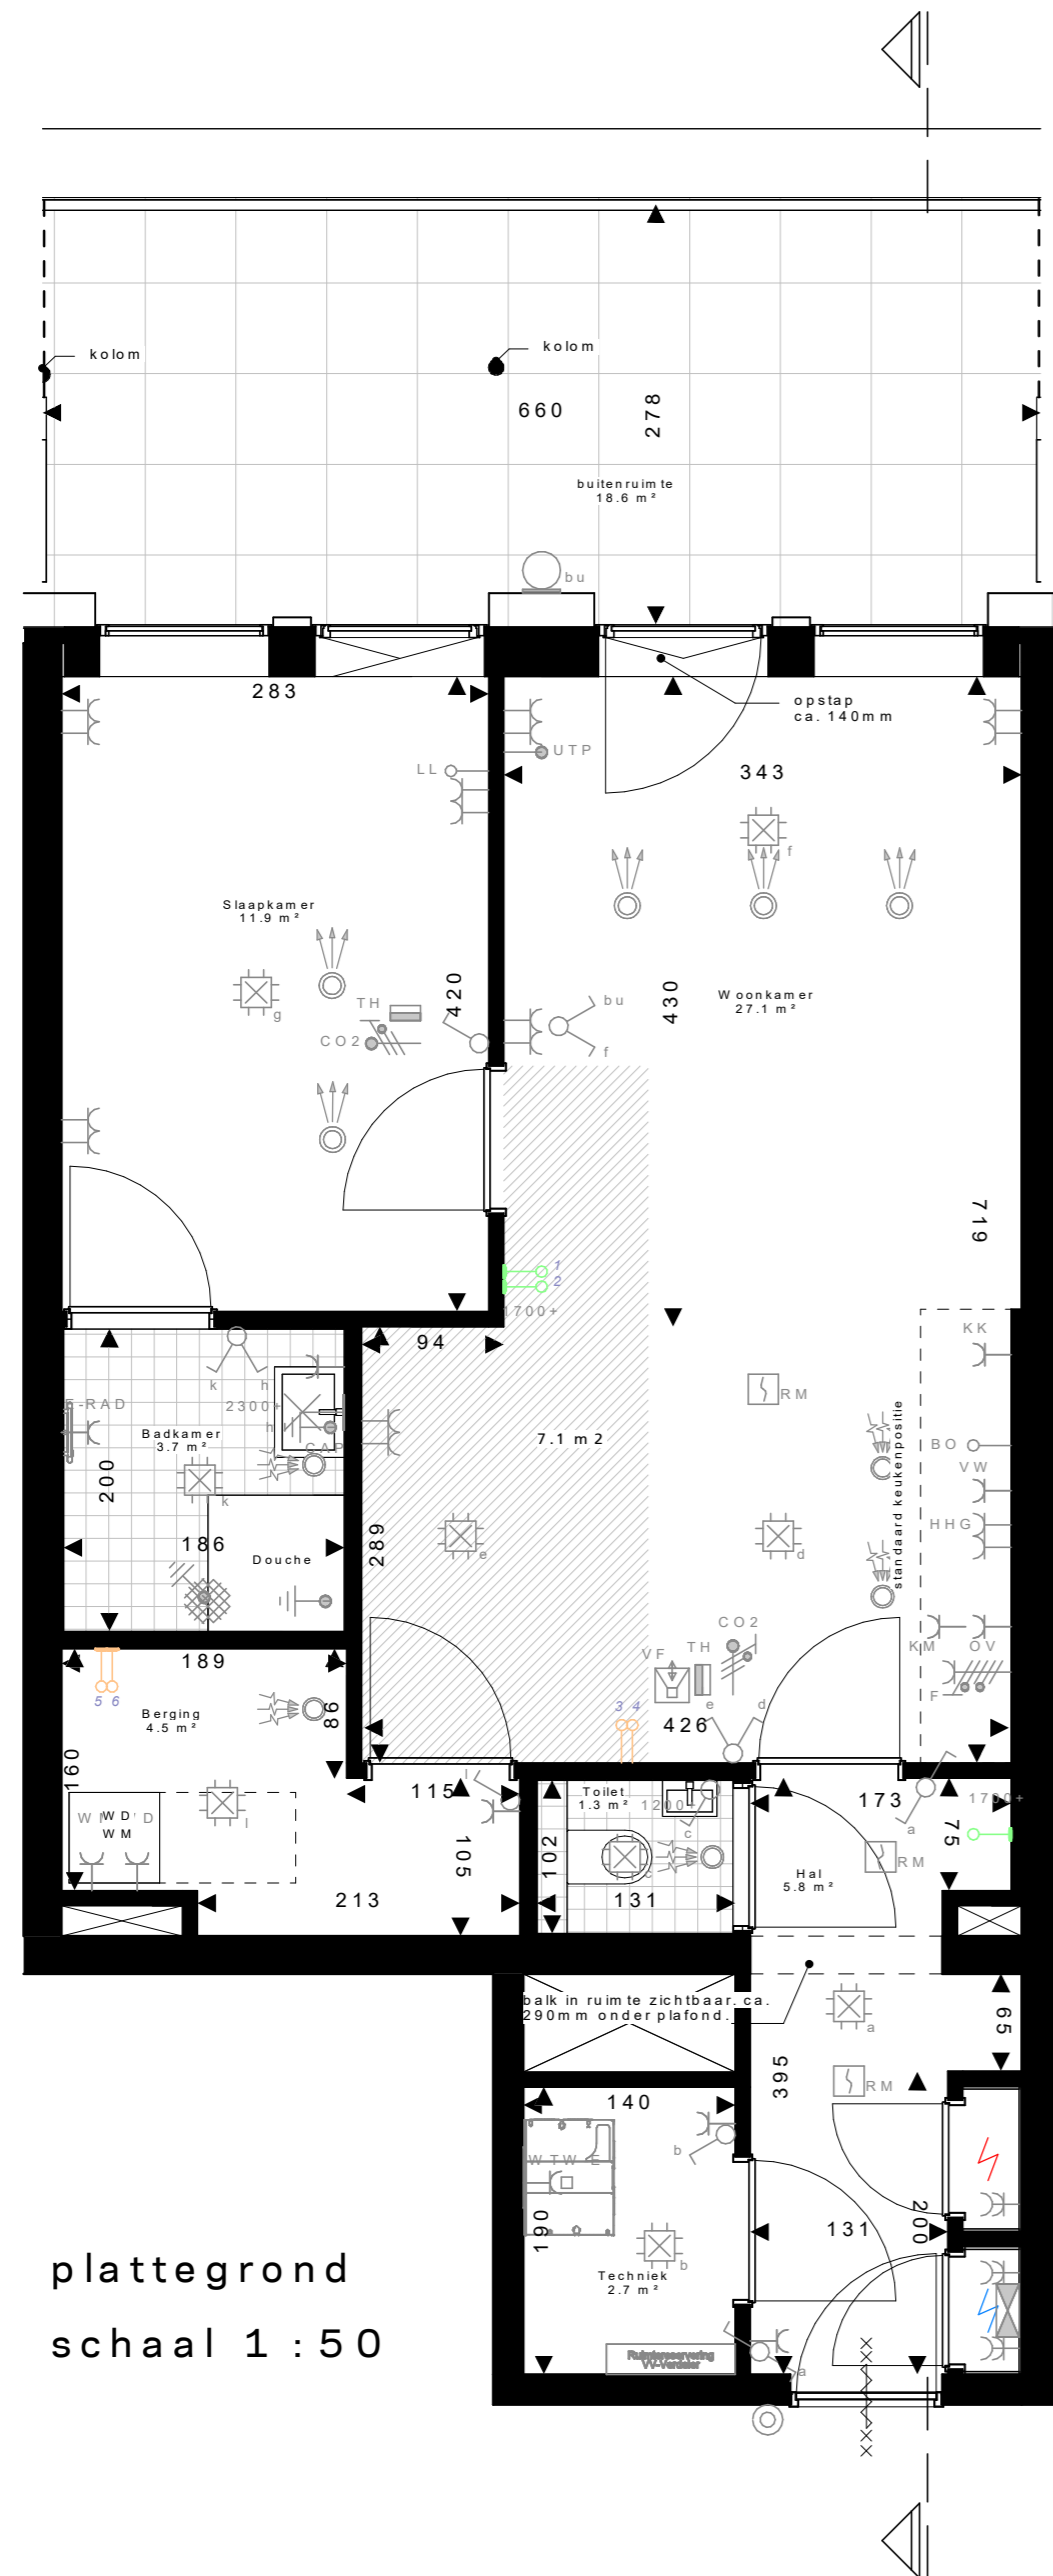 kolom
kolom
660
278
buitenruimte
18.6 m²
bu
283
opstap
ca. 140mm
UTP
LL
343
f
Slaapkamer
11.9 m²
420
430
Woonkamer
27.1 m²
TH
g
CO2
bu
f
719
1
2
1700+
94
KK
k
h
RM
E-RAD
2300+
Badkamer
3.7 m²
h
CAP
7.1 m2
standaard keukenpositie
BO
VW
200
k
HHG
186
289
e
d
Douche
CO2
KM
OV
189
VF
TH
5 6
F
Berging
4.5 m²
86
3 4
e
d
426
160
115
l
Toilet
1.3 m²
1200+
173
1700+
WD
WM
l
c
a
105
102
75
RM
c
Hal
5.8 m²
213
131
balk in ruimte zichtbaar. ca.
290mm onder plafond.
a
65
395
RM
140
b
WTW E
190
131
200
b
Techniek
2.7 m²
plattegrond
schaal 1:50
Ruimtereservering
VV-verdeler
a